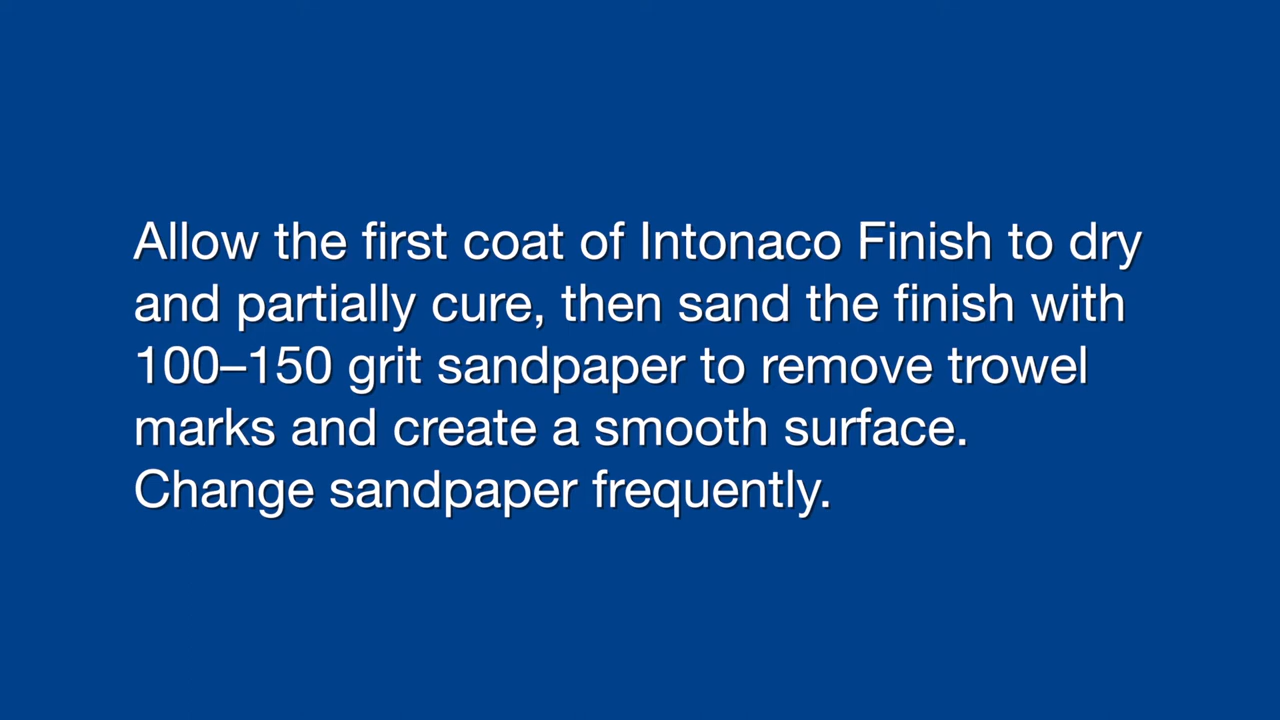 Allow the first coat of Intonaco Finish to dry
and partially cure, then sand the finish with
100–150 grit sandpaper to remove trowel
marks and create a smooth surface.
Change sandpaper frequently.